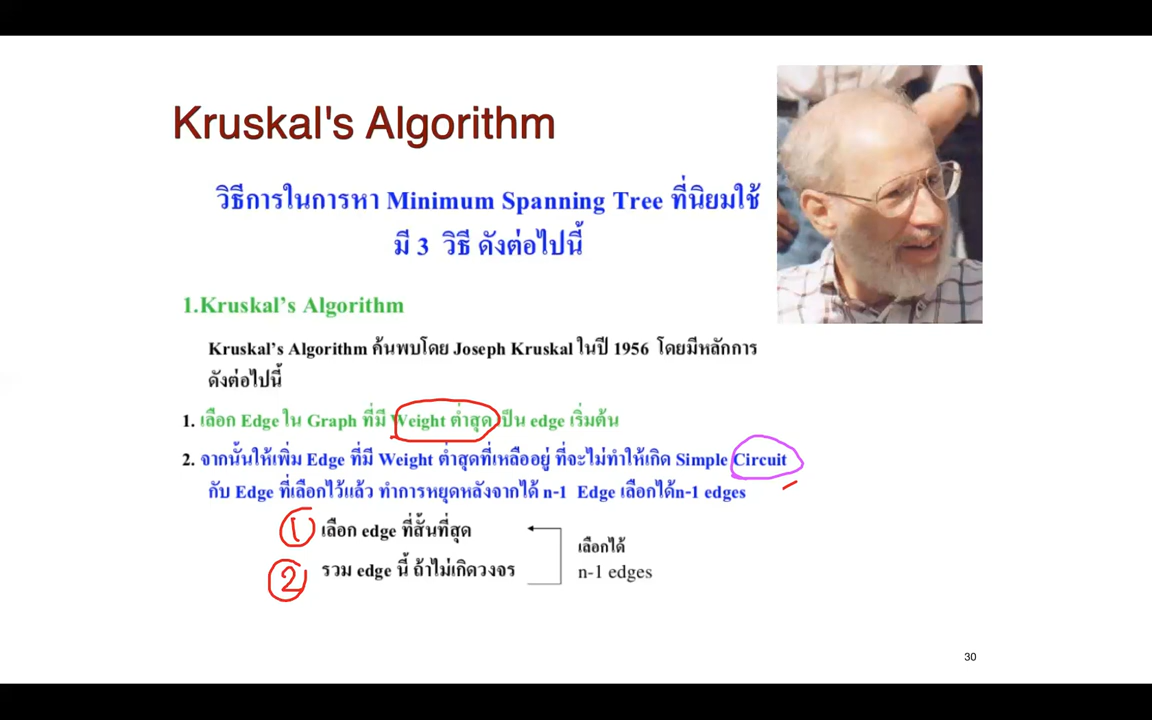 Kruskal's Algorithm
วิธีการในการหา Minimum Spanning Tree ที่นิยมใช้
มี 3 วิธี ดังต่อไปนี้
1.Kruskal's Algorithm
Kruskal's Algorithm ค้นพบโดย Joseph Kruskal ในปี 1956 โดยมีหลักการ
ดังต่อไปนี้
1. เลือก Edge ใน Graph ที่มี Weight ต่ำสุด เป็น edge เริ่มต้น
2. จากนั้นให้เพิ่ม Edge ที่มี Weight ต่ำสุดที่เหลืออยู่ ที่จะไม่ทำให้เกิด Simple Circuit
กับ Edge ที่เลือกไว้แล้ว ทำการหยุดหลังจากได้ n-1 Edge เลือกได้n-1 edges
1 เลือก edge ที่สั้นที่สุด
2 รวม edge นี้ ถ้าไม่เกิดวงจร
เลือกได้
n-1 edges
30